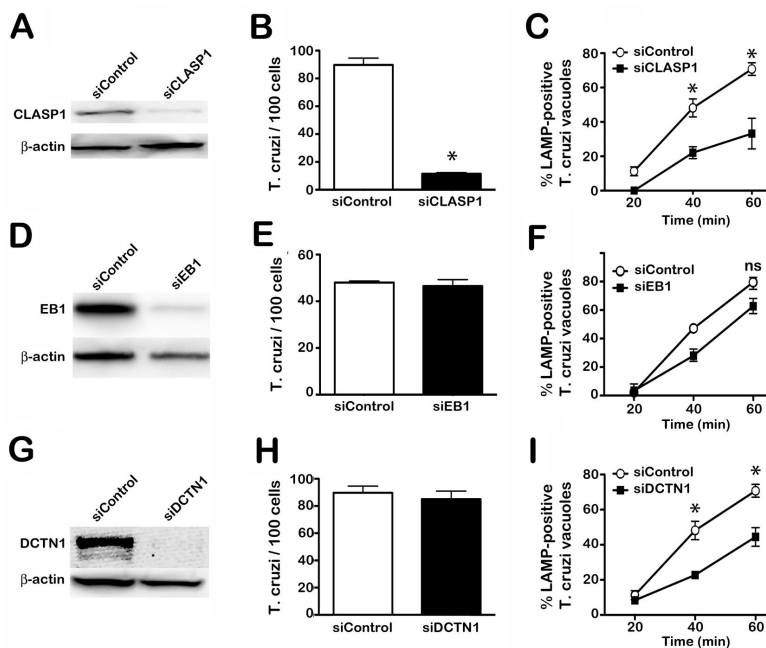 A
siControl
siCLASP1
CLASP1
β-actin
B
T. cruzi / 100 cells
100
80
60
40
20
0
*
siControl
siCLASP1
C
% LAMP-positive
T. cruzi vacuoles
80
60
40
20
0
siControl
siCLASP1
*
*
20
40
60
Time (min)
D
siControl
siEB1
EB1
β-actin
E
T. cruzi / 100 cells
60
40
20
0
siControl
siEB1
F
% LAMP-positive
T. cruzi vacuoles
80
60
40
20
0
siControl
siEB1
ns
20
40
60
Time (min)
G
siControl
siDCTN1
DCTN1
β-actin
H
T. cruzi / 100 cells
100
80
60
40
20
0
siControl
siDCTN1
I
% LAMP-positive
T. cruzi vacuoles
80
60
40
20
0
siControl
siDCTN1
*
*
20
40
60
Time (min)